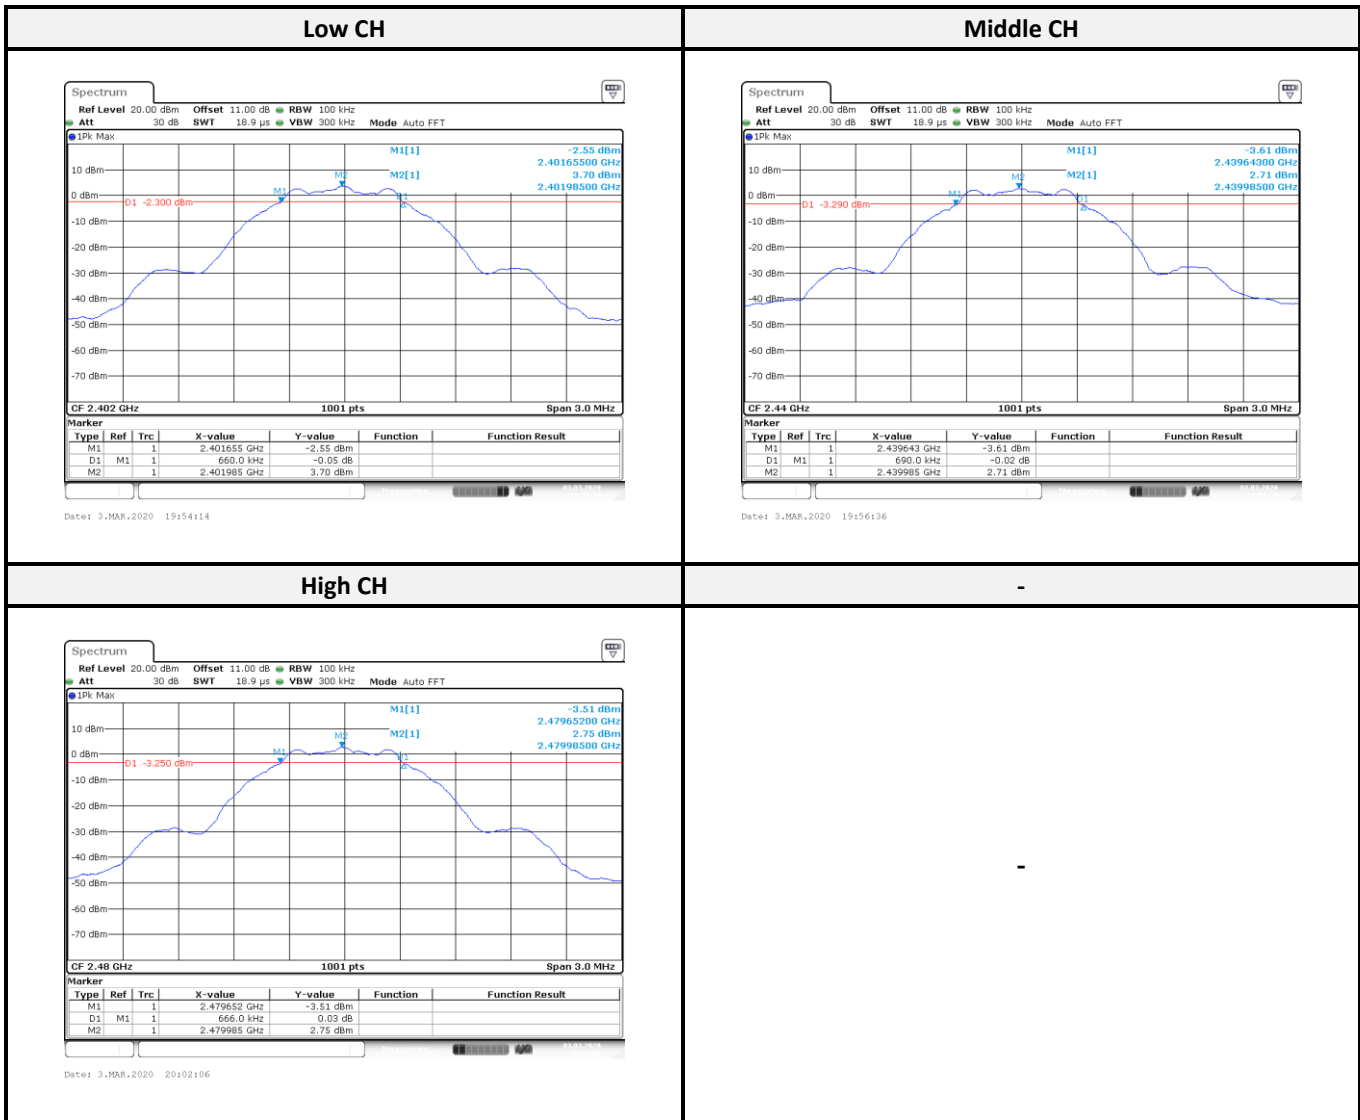 Low CH
Middle CH
Spectrum
Ref Level 20.00 dBm Offset 11.00 dB RBW 100 kHz
Att 30 dB SWT 18.9 µs VBW 300 kHz Mode Auto FFT
1Pk Max
M1[1] -2.55 dBm
2.40165500 GHz
M2[1] 3.70 dBm
2.40198500 GHz
10 dBm
M2
0 dBm
M1
D1
D1 -2.300 dBm
-10 dBm
-20 dBm
-30 dBm
-40 dBm
-50 dBm
-60 dBm
-70 dBm
CF 2.402 GHz 1001 pts Span 3.0 MHz
Marker
Type Ref Trc X-value Y-value Function Function Result
M1 1 2.401655 GHz -2.55 dBm
D1 M1 1 660.0 kHz -0.05 dB
M2 1 2.401985 GHz 3.70 dBm
Date: 3.MAR.2020 19:54:14
Spectrum
Ref Level 20.00 dBm Offset 11.00 dB RBW 100 kHz
Att 30 dB SWT 18.9 µs VBW 300 kHz Mode Auto FFT
1Pk Max
M1[1] -3.61 dBm
2.43964300 GHz
M2[1] 2.71 dBm
2.43998500 GHz
10 dBm
M2
0 dBm
M1
D1
D1 -3.290 dBm
-10 dBm
-20 dBm
-30 dBm
-40 dBm
-50 dBm
-60 dBm
-70 dBm
CF 2.44 GHz 1001 pts Span 3.0 MHz
Marker
Type Ref Trc X-value Y-value Function Function Result
M1 1 2.439643 GHz -3.61 dBm
D1 M1 1 690.0 kHz -0.02 dB
M2 1 2.439985 GHz 2.71 dBm
Date: 3.MAR.2020 19:56:36
High CH
-
Spectrum
Ref Level 20.00 dBm Offset 11.00 dB RBW 100 kHz
Att 30 dB SWT 18.9 µs VBW 300 kHz Mode Auto FFT
1Pk Max
M1[1] -3.51 dBm
2.47965200 GHz
M2[1] 2.75 dBm
2.47998500 GHz
10 dBm
M2
0 dBm
M1
D1 -3.250 dBm
-10 dBm
-20 dBm
-30 dBm
-40 dBm
-50 dBm
-60 dBm
-70 dBm
CF 2.48 GHz 1001 pts Span 3.0 MHz
Marker
Type Ref Trc X-value Y-value Function Function Result
M1 1 2.479652 GHz -3.51 dBm
D1 M1 1 666.0 kHz 0.03 dB
M2 1 2.479985 GHz 2.75 dBm
Date: 3.MAR.2020 20:02:06
-